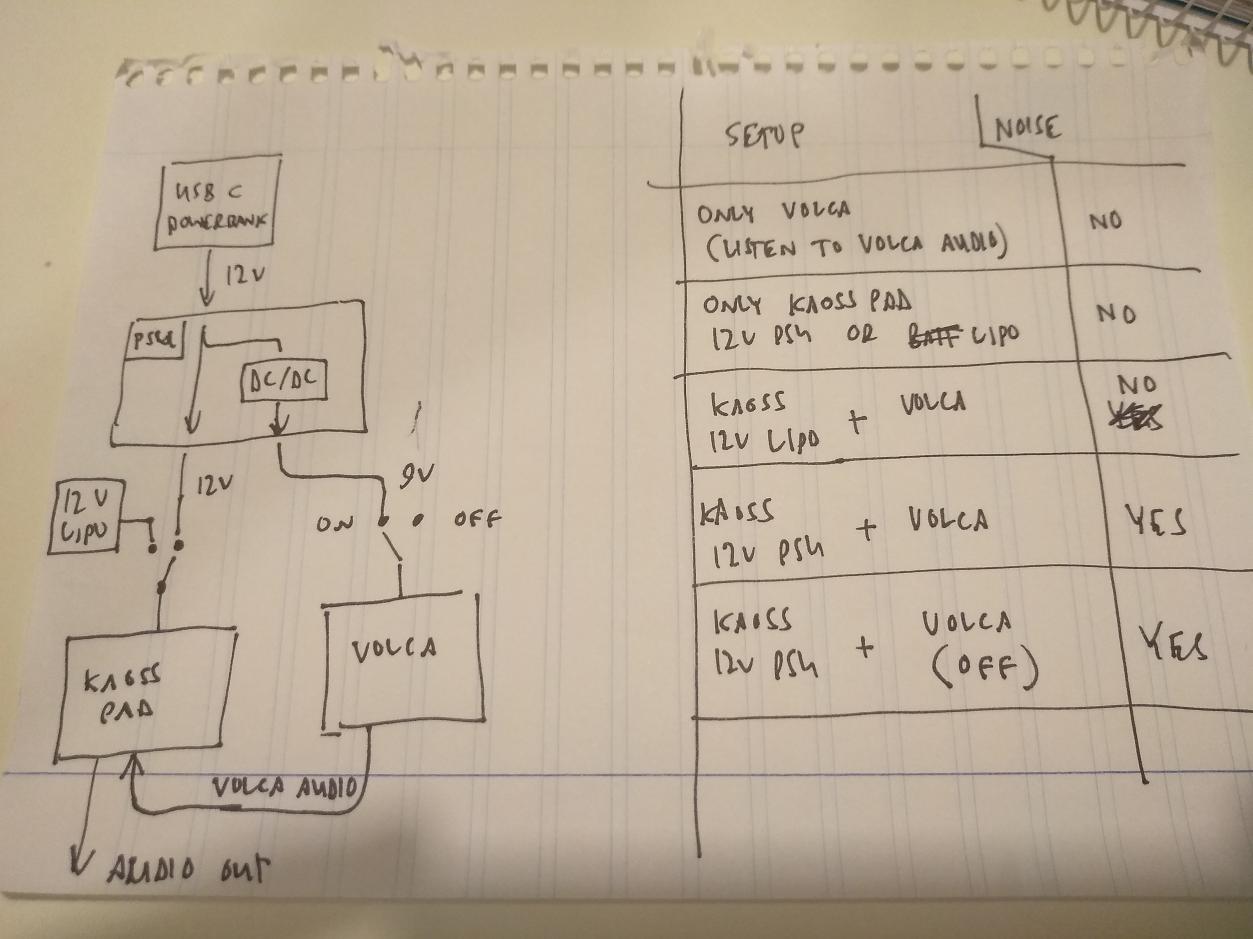 USB C
POWERBANK
12V
PSU
DC/DC
12V
9V
12V
LIPO
ON
OFF
KAOSS
PAD
VOLCA
VOLCA AUDIO
AUDIO OUT
SETUP
NOISE
ONLY VOLCA
(LISTEN TO VOLCA AUDIO)
NO
ONLY KAOSS PAD
12V PSU OR BATT LIPO
NO
KAOSS
12V LIPO + VOLCA
NO
YES
KAOSS
12V PSU + VOLCA
YES
KAOSS
12V PSU + VOLCA
(OFF)
YES